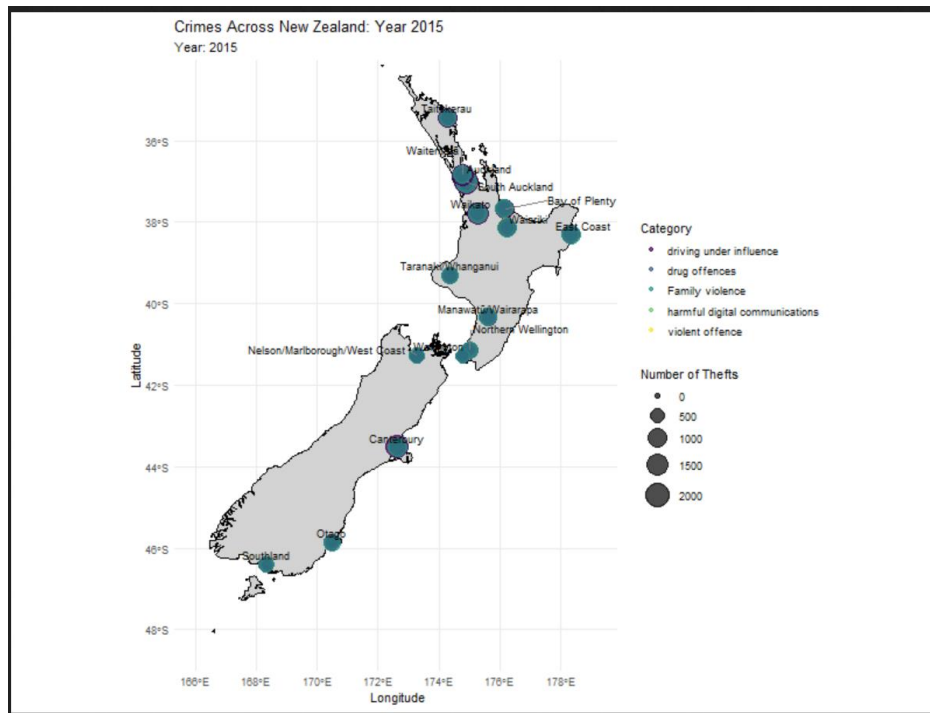 Crimes Across New Zealand: Year 2015
Year: 2015
Auckland
South Auckland
Waikato
Bay of Plenty
East Coast
Taranaki/Whanganui
Manawatū/Wairarapa
Northern Wellington
Nelson/Marlborough/West Coast
Canterbury
Otago
Southland
36°S
38°S
40°S
42°S
44°S
46°S
48°S
Latitude
166°E 168°E 170°E 172°E 174°E 176°E 178°E
Longitude
Category
driving under influence
drug offences
Family violence
harmful digital communications
violent offence
Number of Thefts
0
500
1000
1500
2000